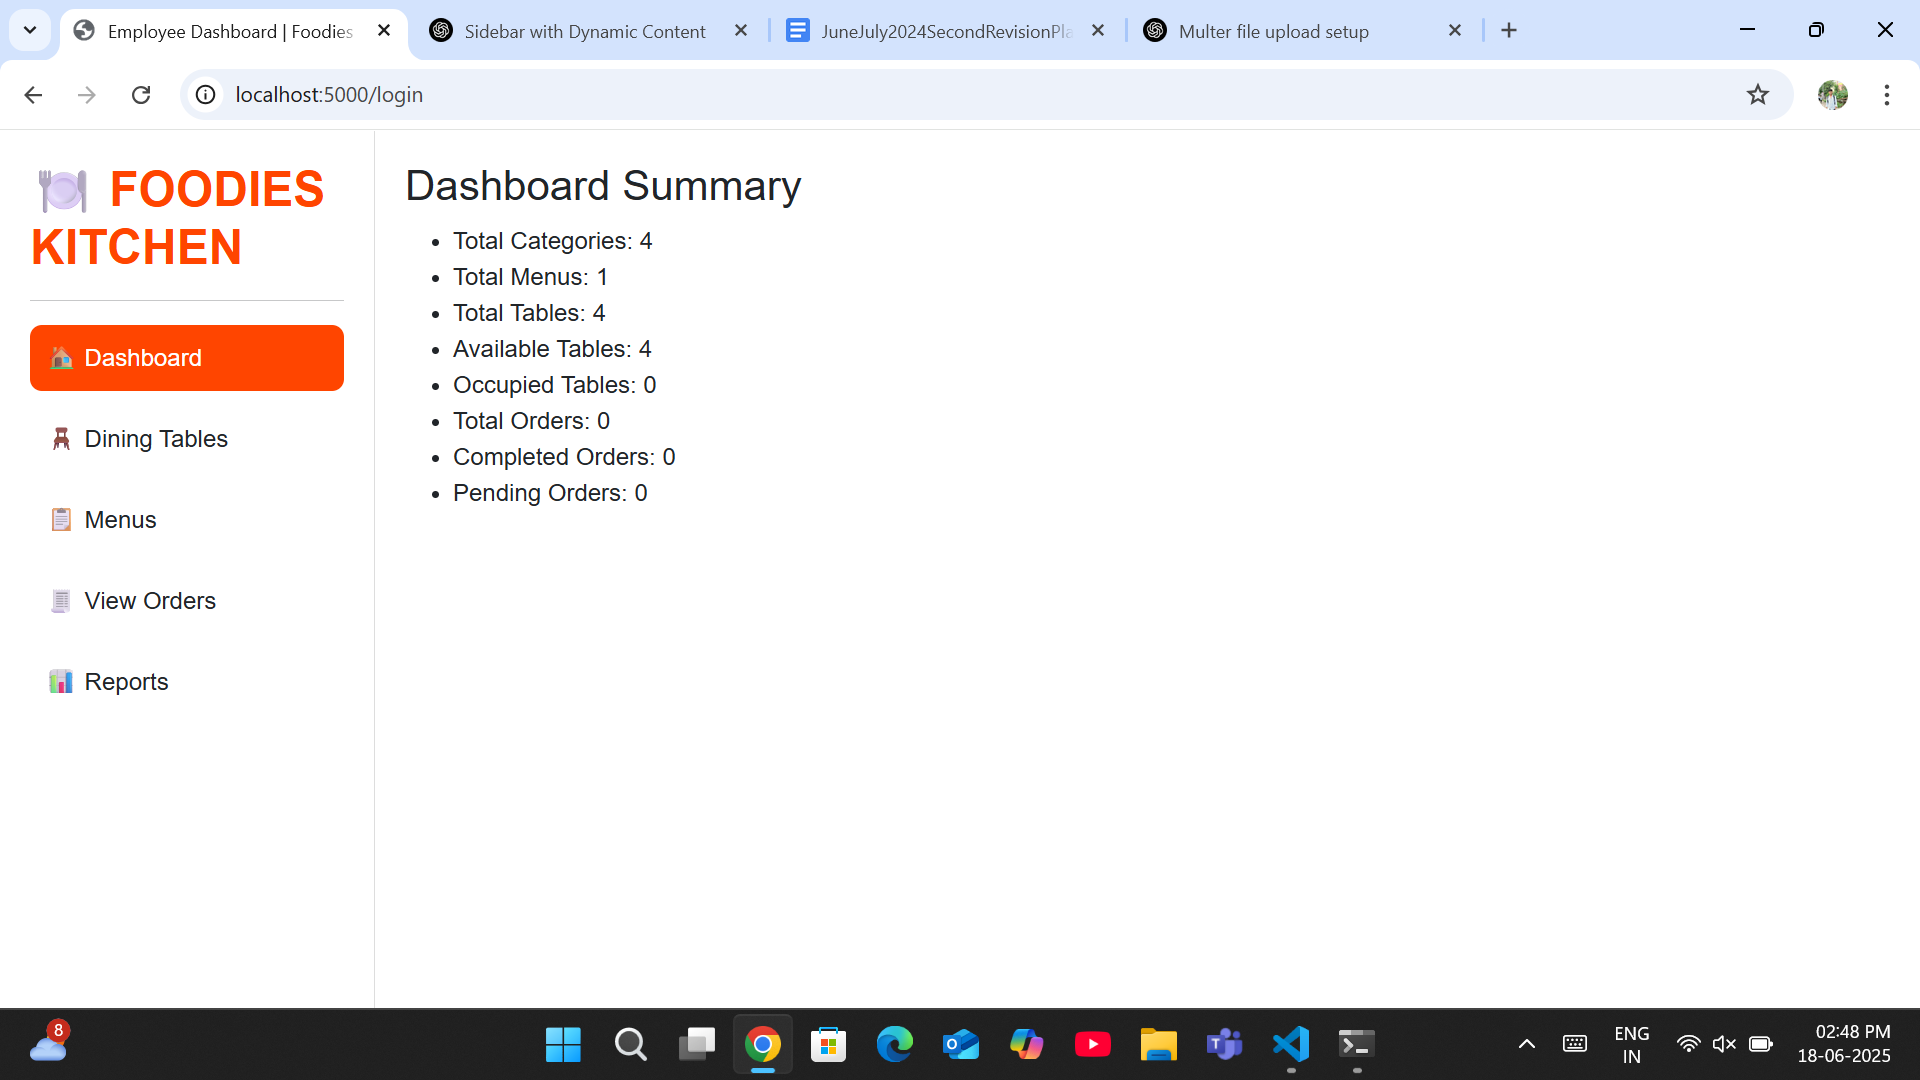 Employee Dashboard | Foodies
Sidebar with Dynamic Content
JuneJuly2024SecondRevisionPla
Multer file upload setup
localhost:5000/login
FOODIES
KITCHEN
Dashboard
Dining Tables
Menus
View Orders
Reports
Dashboard Summary
• Total Categories: 4
• Total Menus: 1
• Total Tables: 4
• Available Tables: 4
• Occupied Tables: 0
• Total Orders: 0
• Completed Orders: 0
• Pending Orders: 0
8
ENG
IN
02:48 PM
18-06-2025